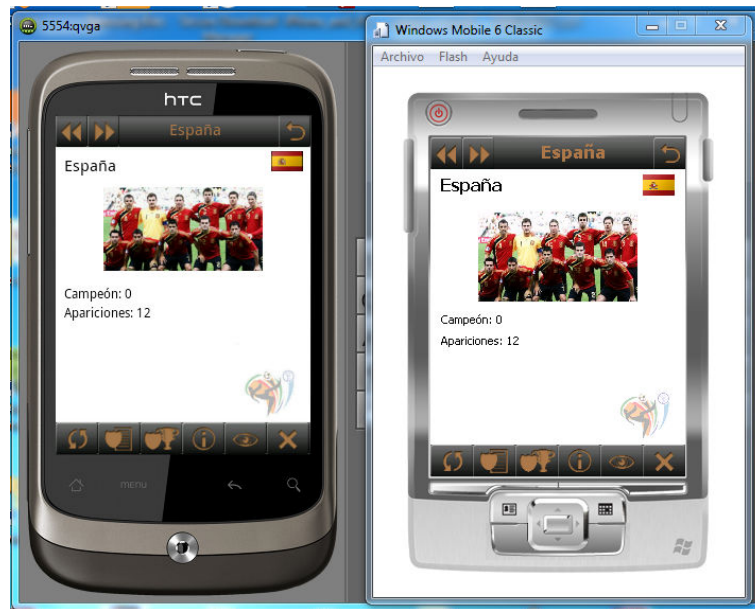 5554:qvga
hTC
España
España
Campeón: 0
Apariciones: 12
MENU
Windows Mobile 6 Classic
Archivo Flash Ayuda
España
España
Campeón: 0
Apariciones: 12